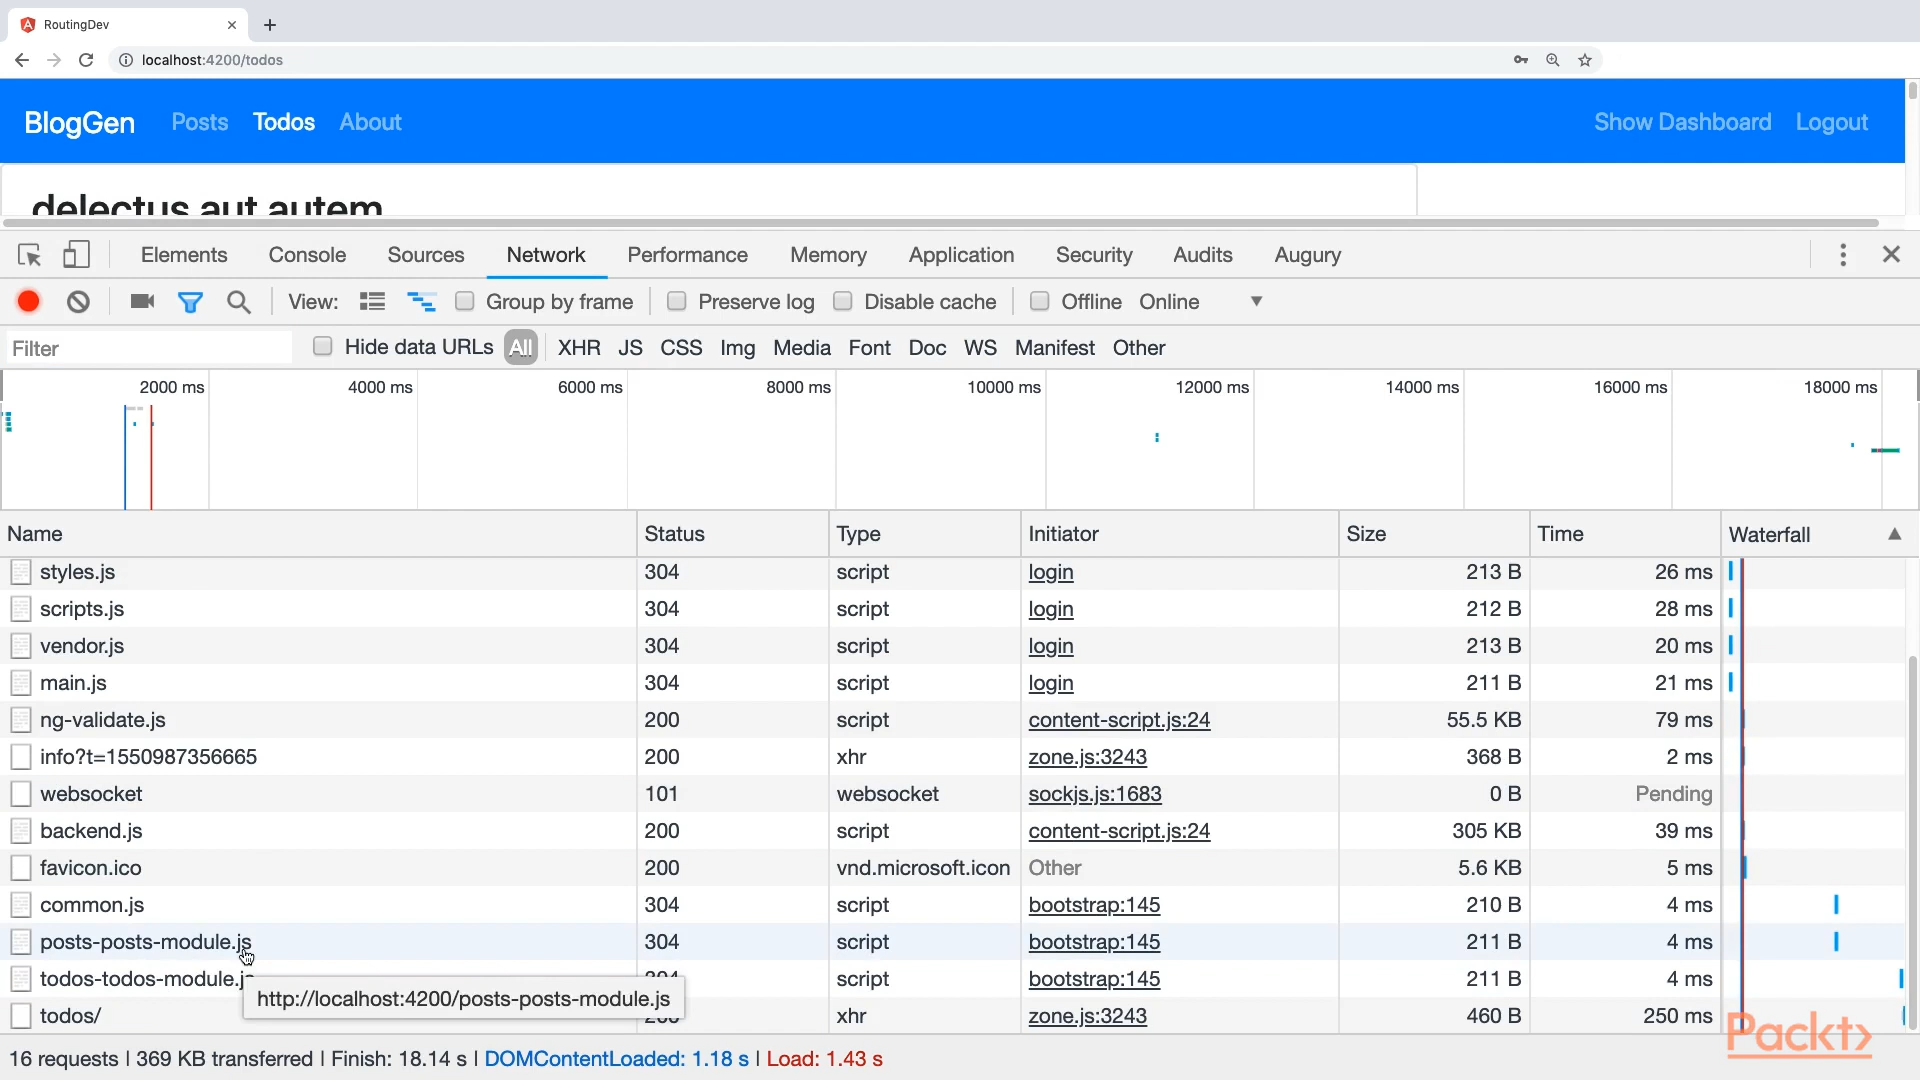 RoutingDev
localhost:4200/todos
BlogGen Posts Todos About Show Dashboard Logout
delectus aut autem
Elements Console Sources Network Performance Memory Application Security Audits Augury
View: Group by frame Preserve log Disable cache Offline Online
Filter Hide data URLs All XHR JS CSS Img Media Font Doc WS Manifest Other
2000 ms 4000 ms 6000 ms 8000 ms 10000 ms 12000 ms 14000 ms 16000 ms 18000 ms
Name Status Type Initiator Size Time Waterfall
styles.js 304 script login 213 B 26 ms
scripts.js 304 script login 212 B 28 ms
vendor.js 304 script login 213 B 20 ms
main.js 304 script login 211 B 21 ms
ng-validate.js 200 script content-script.js:24 55.5 KB 79 ms
info?t=1550987356665 200 xhr zone.js:3243 368 B 2 ms
websocket 101 websocket sockjs.js:1683 0 B Pending
backend.js 200 script content-script.js:24 305 KB 39 ms
favicon.ico 200 vnd.microsoft.icon Other 5.6 KB 5 ms
common.js 304 script bootstrap:145 210 B 4 ms
posts-posts-module.js 304 script bootstrap:145 211 B 4 ms
todos-todos-module.js 304 script bootstrap:145 211 B 4 ms
http://localhost:4200/posts-posts-module.js
todos/ xhr zone.js:3243 460 B 250 ms
Packt>
16 requests | 369 KB transferred | Finish: 18.14 s | DOMContentLoaded: 1.18 s | Load: 1.43 s